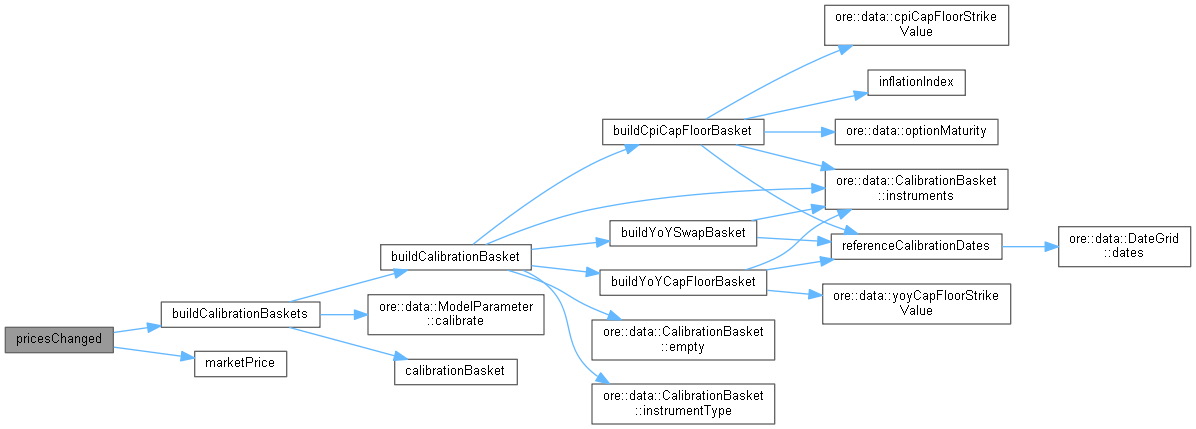 pricesChanged
buildCalibrationBaskets
marketPrice
buildCalibrationBasket
ore::data::ModelParameter
::calibrate
calibrationBasket
buildCpiCapFloorBasket
buildYoYSwapBasket
buildYoYCapFloorBasket
ore::data::CalibrationBasket
::empty
ore::data::CalibrationBasket
::instrumentType
ore::data::cpiCapFloorStrike
Value
inflationIndex
ore::data::optionMaturity
ore::data::CalibrationBasket
::instruments
referenceCalibrationDates
ore::data::yoyCapFloorStrike
Value
ore::data::DateGrid
::dates